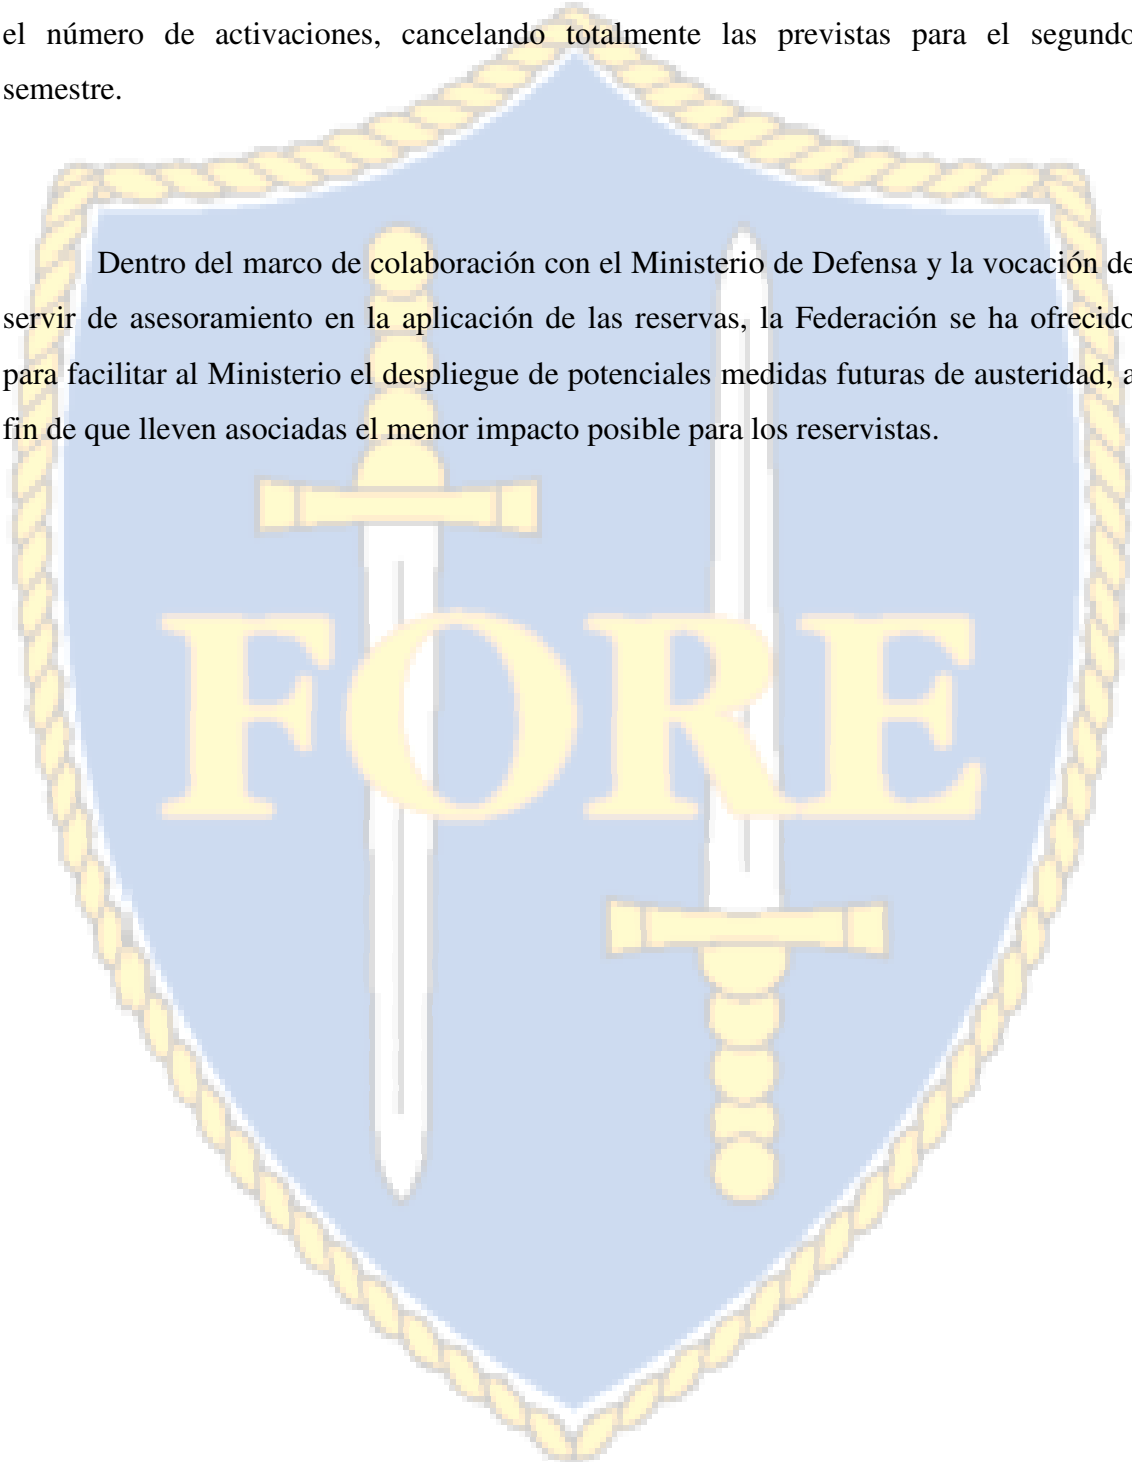 el número de activaciones, cancelando totalmente las previstas para el segundo
semestre.
Dentro del marco de colaboración con el Ministerio de Defensa y la vocación de
servir de asesoramiento en la aplicación de las reservas, la Federación se ha ofrecido
para facilitar al Ministerio el despliegue de potenciales medidas futuras de austeridad, a
fin de que lleven asociadas el menor impacto posible para los reservistas.
FORE